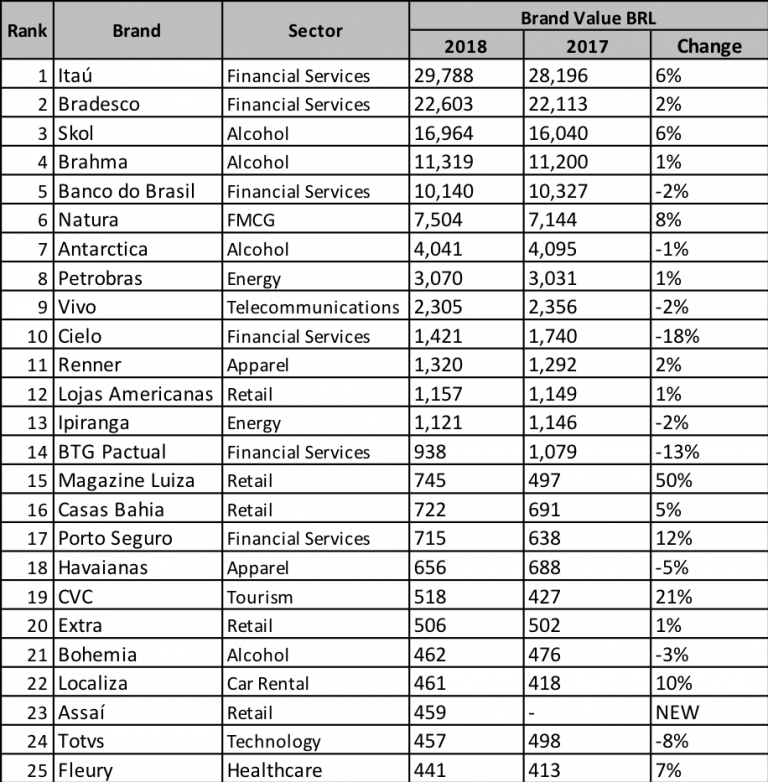 Rank Brand Sector Brand Value BRL
2018 2017 Change
1 Itaú Financial Services 29,788 28,196 6%
2 Bradesco Financial Services 22,603 22,113 2%
3 Skol Alcohol 16,964 16,040 6%
4 Brahma Alcohol 11,319 11,200 1%
5 Banco do Brasil Financial Services 10,140 10,327 -2%
6 Natura FMCG 7,504 7,144 8%
7 Antarctica Alcohol 4,041 4,095 -1%
8 Petrobras Energy 3,070 3,031 1%
9 Vivo Telecommunications 2,305 2,356 -2%
10 Cielo Financial Services 1,421 1,740 -18%
11 Renner Apparel 1,320 1,292 2%
12 Lojas Americanas Retail 1,157 1,149 1%
13 Ipiranga Energy 1,121 1,146 -2%
14 BTG Pactual Financial Services 938 1,079 -13%
15 Magazine Luiza Retail 745 497 50%
16 Casas Bahia Retail 722 691 5%
17 Porto Seguro Financial Services 715 638 12%
18 Havaianas Apparel 656 688 -5%
19 CVC Tourism 518 427 21%
20 Extra Retail 506 502 1%
21 Bohemia Alcohol 462 476 -3%
22 Localiza Car Rental 461 418 10%
23 Assaí Retail 459 - NEW
24 Totvs Technology 457 498 -8%
25 Fleury Healthcare 441 413 7%